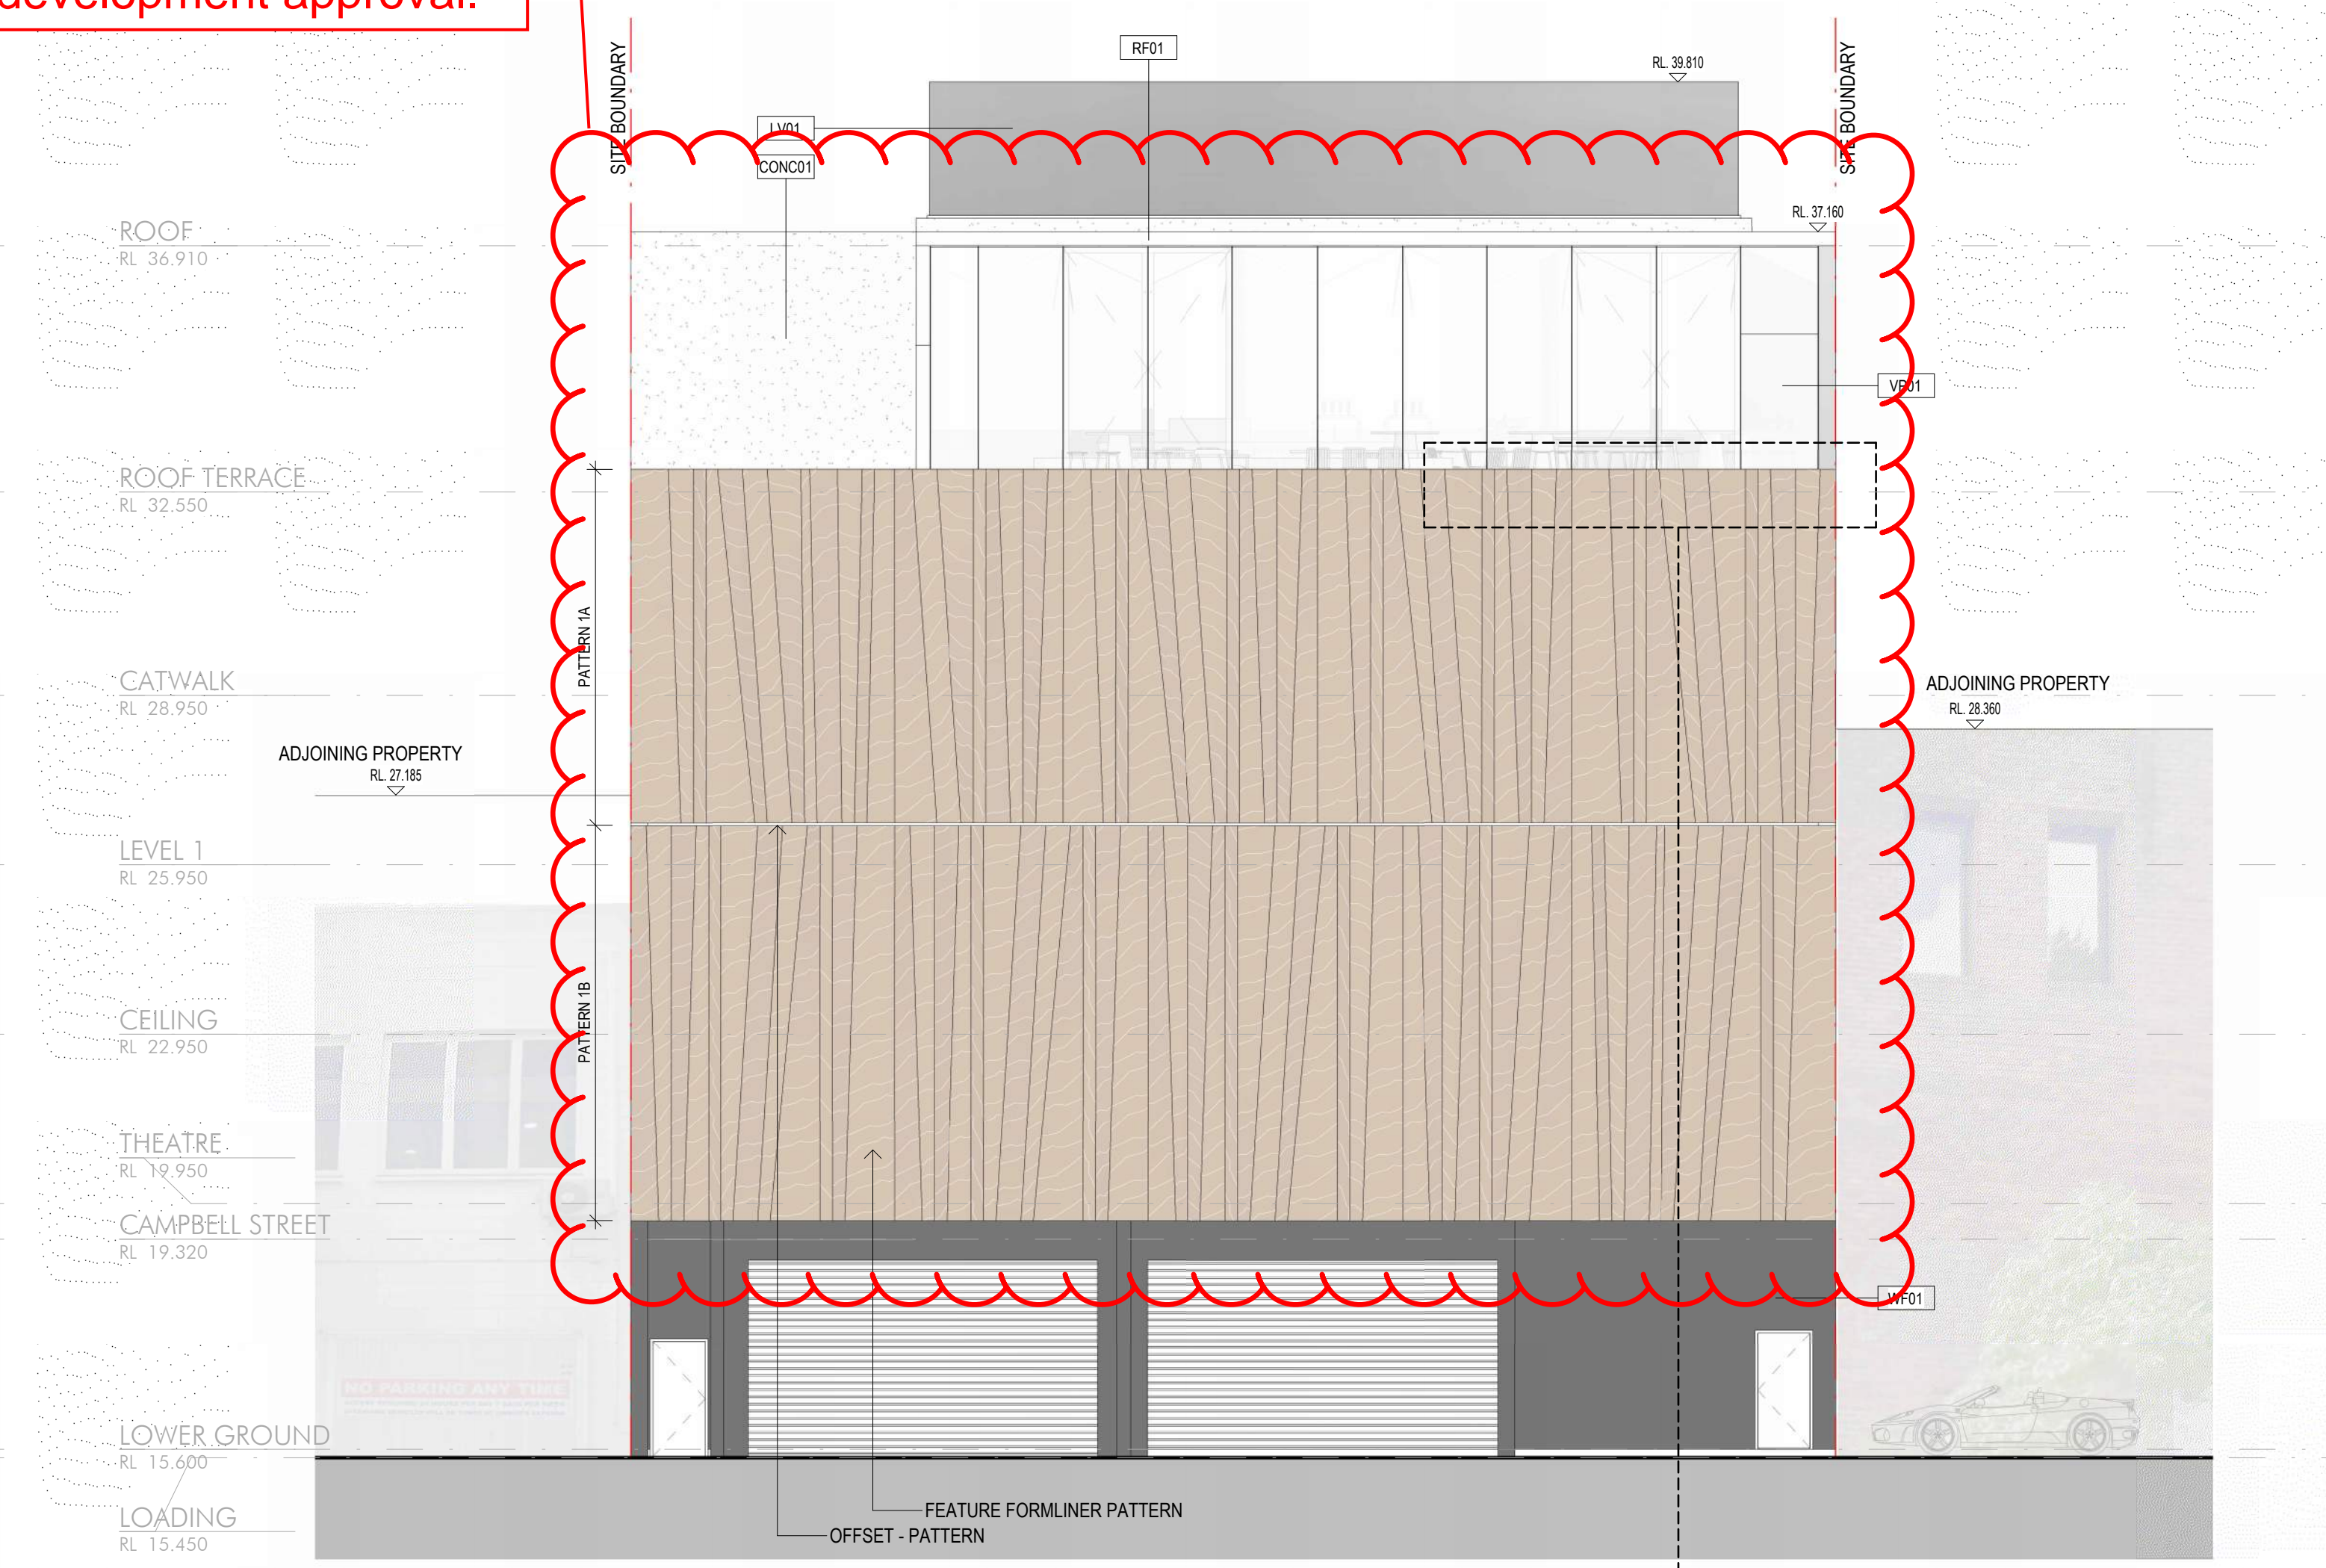 development approval.
SITE BOUNDARY
RF01
RL. 39.810
SITE BOUNDARY
LV01
CONC01
RL. 37.160
ROOF
RL 36.910
VP01
ROOF TERRACE
RL 32.550
PATTERN 1A
CATWALK
RL 28.950
ADJOINING PROPERTY
RL. 28.360
ADJOINING PROPERTY
RL. 27.185
LEVEL 1
RL 25.950
PATTERN 1B
CEILING
RL 22.950
THEATRE
RL 19.950
CAMPBELL STREET
RL 19.320
WF01
NO PARKING ANY TIME
LOWER GROUND
RL 15.600
LOADING
RL 15.450
FEATURE FORMLINER PATTERN
OFFSET - PATTERN